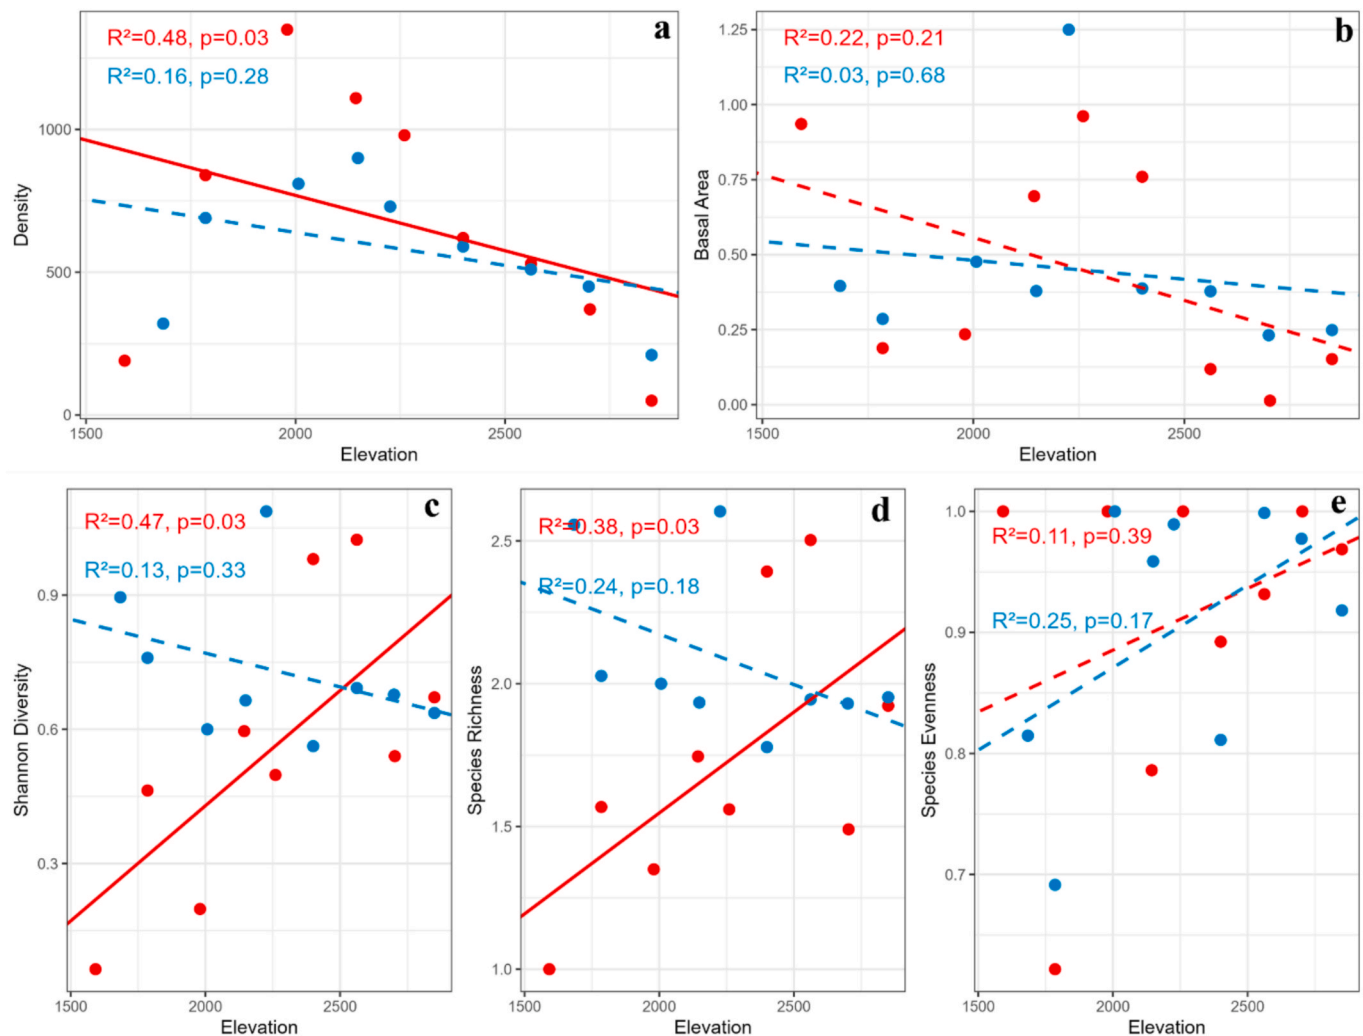 a
R²=0.48, p=0.03
R²=0.16, p=0.28
1000
500
0
Density
1500
2000
2500
Elevation
b
R²=0.22, p=0.21
R²=0.03, p=0.68
1.25
1.00
0.75
0.50
0.25
0.00
Basal Area
1500
2000
2500
Elevation
c
R²=0.47, p=0.03
R²=0.13, p=0.33
0.9
0.6
0.3
Shannon Diversity
1500
2000
2500
Elevation
d
R²=0.38, p=0.03
R²=0.24, p=0.18
2.5
2.0
1.5
1.0
Species Richness
1500
2000
2500
Elevation
e
R²=0.11, p=0.39
R²=0.25, p=0.17
1.0
0.9
0.8
0.7
Species Evenness
1500
2000
2500
Elevation